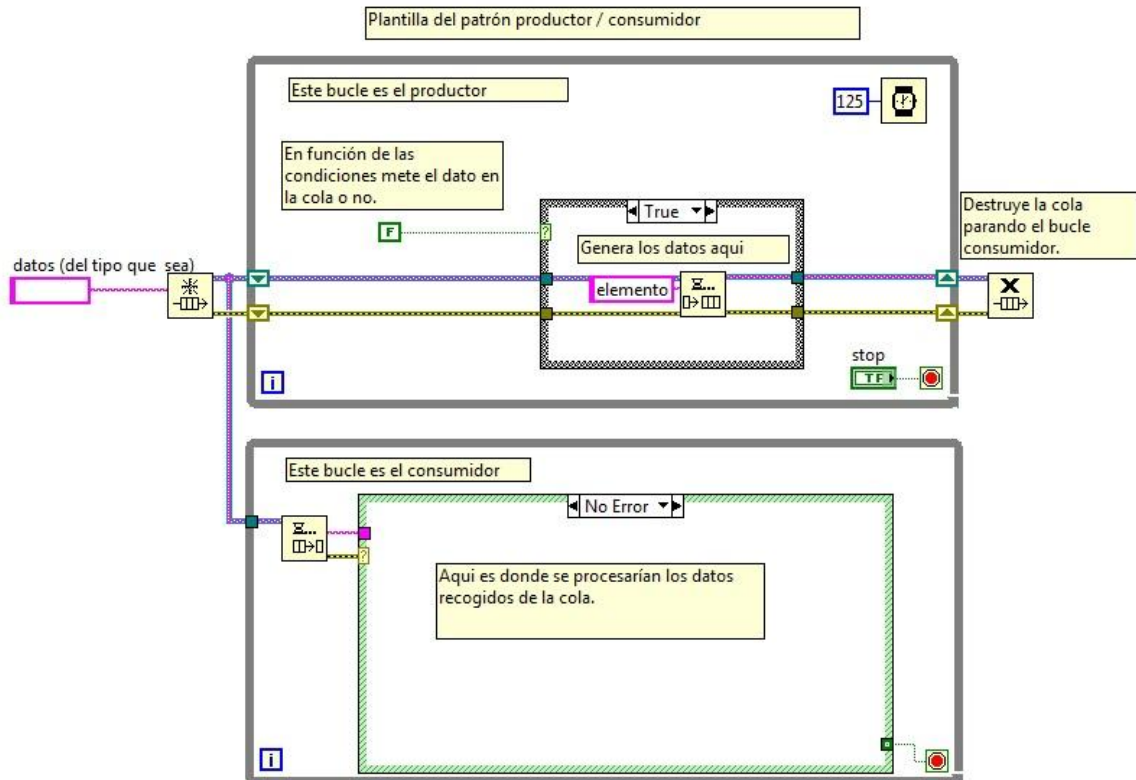 Plantilla del patrón productor / consumidor
Este bucle es el productor
125
En función de las
condiciones mete el dato en
la cola o no.
F
?
True
Genera los datos aqui
Destruye la cola
parando el bucle
consumidor.
datos (del tipo que sea)
elemento
stop
TF
i
Este bucle es el consumidor
No Error
?
Aqui es donde se procesarían los datos
recogidos de la cola.
i